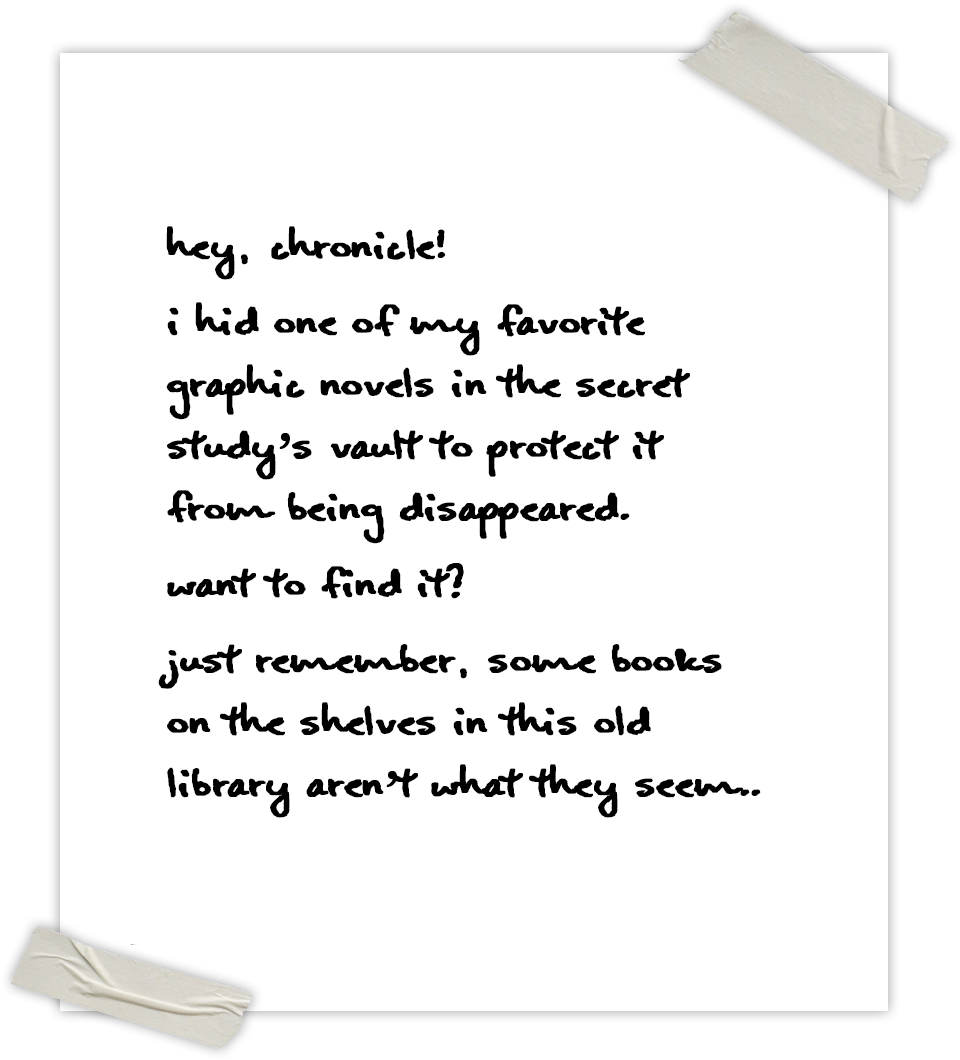 hey, chronicle!
i hid one of my favorite
graphic novels in the secret
study's vault to protect it
from being disappeared.
want to find it?
just remember, some books
on the shelves in this old
library aren't what they seem...